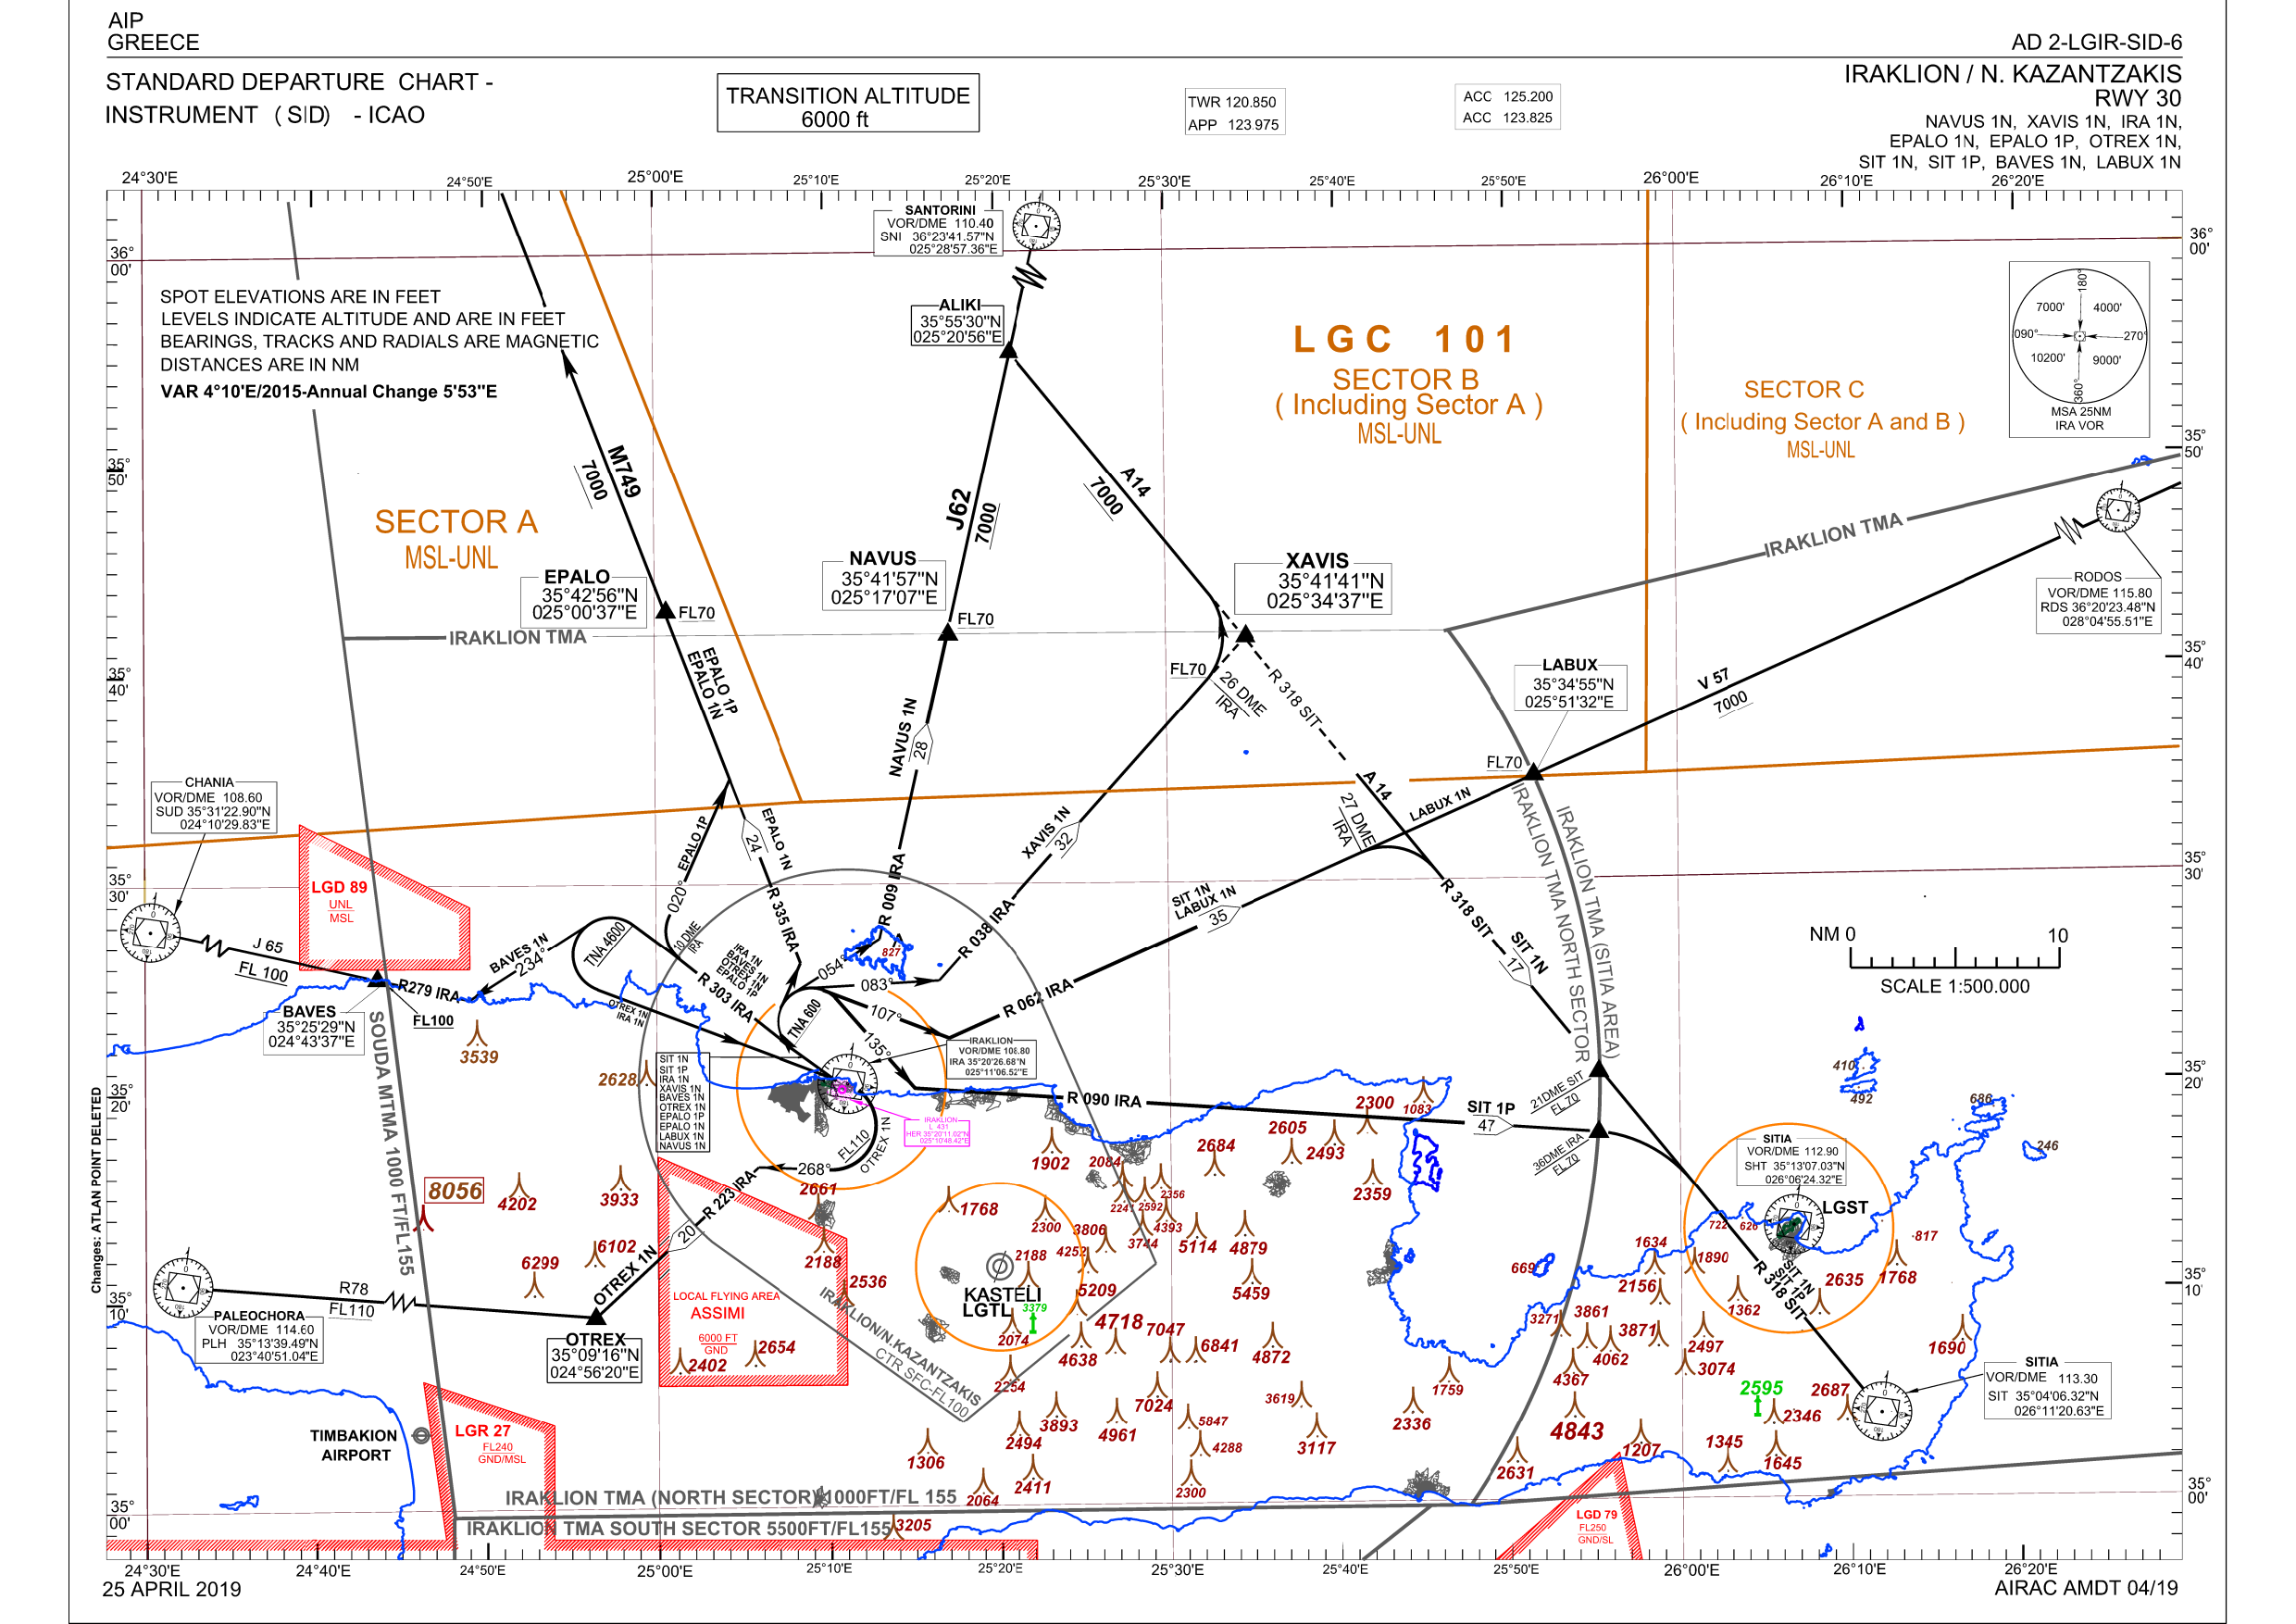 AIP
GREECE
AD 2-LGIR-SID-6
STANDARD DEPARTURE CHART -
INSTRUMENT ( SID) - ICAO
TRANSITION ALTITUDE
6000 ft
TWR 120.850
APP 123.975
ACC 125.200
ACC 123.825
IRAKLION / N. KAZANTZAKIS
RWY 30
NAVUS 1N, XAVIS 1N, IRA 1N,
EPALO 1N, EPALO 1P, OTREX 1N,
SIT 1N, SIT 1P, BAVES 1N, LABUX 1N
24°30'E
24°50'E
25°00'E
25°10'E
25°20'E
25°30'E
25°40'E
25°50'E
26°00'E
26°10'E
26°20'E
36°
00'
36°
00'
SANTORINI
VOR/DME 110.40
SNI 36°23'41.57"N
025°28'57.36"E
SPOT ELEVATIONS ARE IN FEET
LEVELS INDICATE ALTITUDE AND ARE IN FEET
BEARINGS, TRACKS AND RADIALS ARE MAGNETIC
DISTANCES ARE IN NM
VAR 4°10'E/2015-Annual Change 5'53"E
ALIKI
35°55'30"N
025°20'56"E
LGC 101
SECTOR B
( Including Sector A )
MSL-UNL
SECTOR C
( Including Sector A and B )
MSL-UNL
180°
7000'
4000'
090°
270°
10200'
9000'
360°
MSA 25NM
IRA VOR
35°
50'
35°
50'
M749
7000
J62
7000
A14
7000
SECTOR A
MSL-UNL
EPALO
35°42'56"N
025°00'37"E
FL70
NAVUS
35°41'57"N
025°17'07"E
FL70
XAVIS
35°41'41"N
025°34'37"E
IRAKLION TMA
IRAKLION TMA
RODOS
VOR/DME 115.80
RDS 36°20'23.48"N
028°04'55.51"E
35°
40'
35°
40'
EPALO 1P
EPALO 1N
FL70
26 DME
IRA
R 318 SIT
LABUX
35°34'55"N
025°51'32"E
V 57
7000
NAVUS 1N
28
FL70
CHANIA
VOR/DME 108.60
SUD 35°31'22.90"N
024°10'29.83"E
A 14
27 DME
IRA
LABUX 1N
EPALO 1P
020°
EPALO 1N
24
XAVIS 1N
32
IRAKLION TMA NORTH SECTOR
IRAKLION TMA (SITIA AREA)
35°
30'
35°
30'
LGD 89
UNL
MSL
R 335 IRA
R 009 IRA
R 038 IRA
SIT 1N
LABUX 1N
35
R 318 SIT
SIT 1N
17
NM 0
10
SCALE 1:500.000
J 65
FL 100
BAVES 1N
234°
TNA 4600
10 DME
IRA
IRA 1N
BAVES 1N
OTREX 1N
EPALO 1P
R 303 IRA
827
054°
083°
R 062 IRA
R279 IRA
FL100
BAVES
35°25'29"N
024°43'37"E
OTREX 1N
IRA 1N
TNA 600
107°
135°
3539
SOUDA MTMA 1000 FT/FL155
IRAKLION
VOR/DME 108.80
IRA 35°20'26.68"N
025°11'06.52"E
2628
SIT 1N
SIT 1P
IRA 1N
XAVIS 1N
BAVES 1N
OTREX 1N
EPALO 1P
EPALO 1N
LABUX 1N
NAVUS 1N
IRAKLION
L 431
HER 35°20'11.02"N
025°10'48.42"E
R 090 IRA
2300
1083
SIT 1P
47
21DME SIT
FL 70
36DME IRA
FL 70
410
492
686
246
35°
20'
35°
20'
Changes: ATLAN POINT DELETED
FL110
OTREX 1N
268°
R 223 IRA
20
OTREX 1N
1902
2084
2684
2605
2493
2359
SITIA
VOR/DME 112.90
SHT 35°13'07.03"N
026°06'24.32"E
LGST
8056
4202
3933
2661
1768
2300
3806
2592
2356
4393
3744
5114
4879
722
626
817
6299
6102
2188
2536
2188
4252
5209
5459
669
1634
1890
2156
2635
1768
1362
R78
FL110
PALEOCHORA
VOR/DME 114.60
PLH 35°13'39.49"N
023°40'51.04"E
OTREX
35°09'16"N
024°56'20"E
LOCAL FLYING AREA
ASSIMI
6000 FT
GND
2402
2654
IRAKLION/N.KAZANTZAKIS
CTR SFC-FL100
KASTELI
LGTL
3379
2074
4718
7047
4638
6841
4872
3271
3861
3871
4062
2497
3074
4367
SIT 1N
SIT 1P
R 318 SIT
1690
35°
10'
35°
10'
2254
3893
2494
4961
7024
5847
4288
3619
3117
1759
2336
4843
1207
2595
2346
2687
1345
1645
SITIA
VOR/DME 113.30
SIT 35°04'06.32"N
026°11'20.63"E
TIMBAKION
AIRPORT
LGR 27
FL240
GND/MSL
1306
2064
2411
2300
2631
LGD 79
FL250
GND/SL
IRAKLION TMA (NORTH SECTOR) 1000FT/FL 155
IRAKLION TMA SOUTH SECTOR 5500FT/FL155
3205
35°
00'
35°
00'
24°30'E
24°40'E
24°50'E
25°00'E
25°10'E
25°20'E
25°30'E
25°40'E
25°50'E
26°00'E
26°10'E
26°20'E
25 APRIL 2019
AIRAC AMDT 04/19